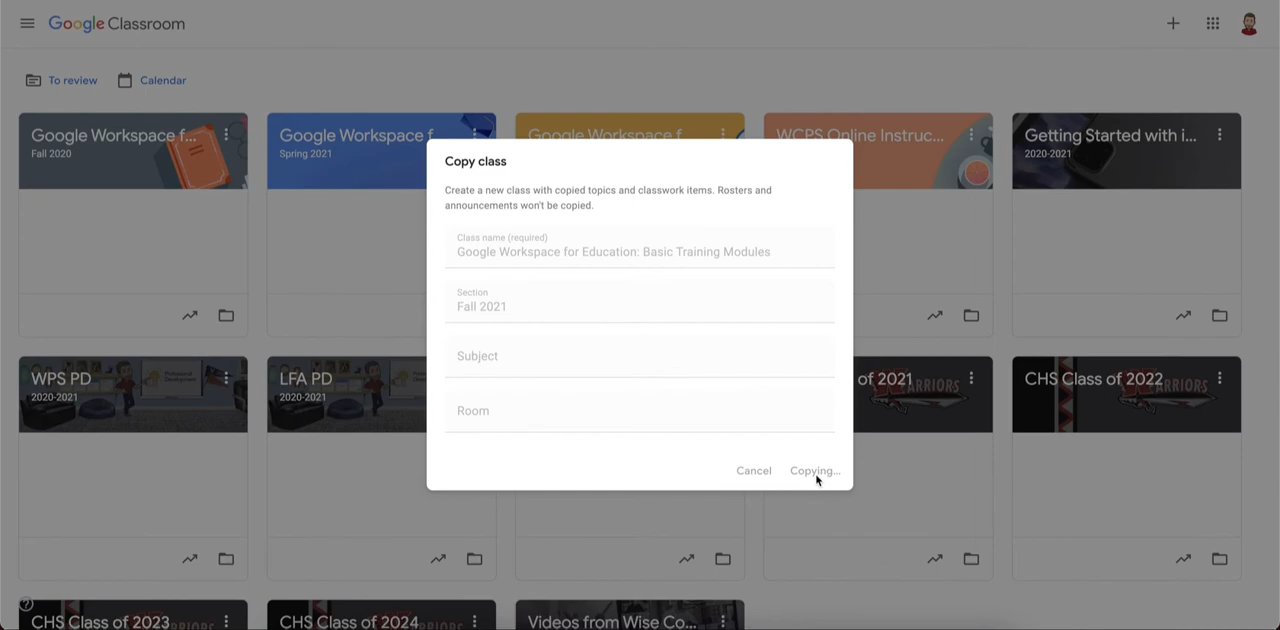 Google Classroom
To review
Calendar
Google Workspace f...
Fall 2020
Google Workspace f
Spring 2021
Google Workspace f
WCPS Online Instruc...
Getting Started with i...
2020-2021
Copy class
Create a new class with copied topics and classwork items. Rosters and
announcements won't be copied.
Class name (required)
Google Workspace for Education: Basic Training Modules
Section
Fall 2021
Subject
Room
Cancel
Copying...
WPS PD
2020-2021
LFA PD
2020-2021
of 2021
CHS Class of 2022
CHS Class of 2023
CHS Class of 2024
Videos from Wise Co...